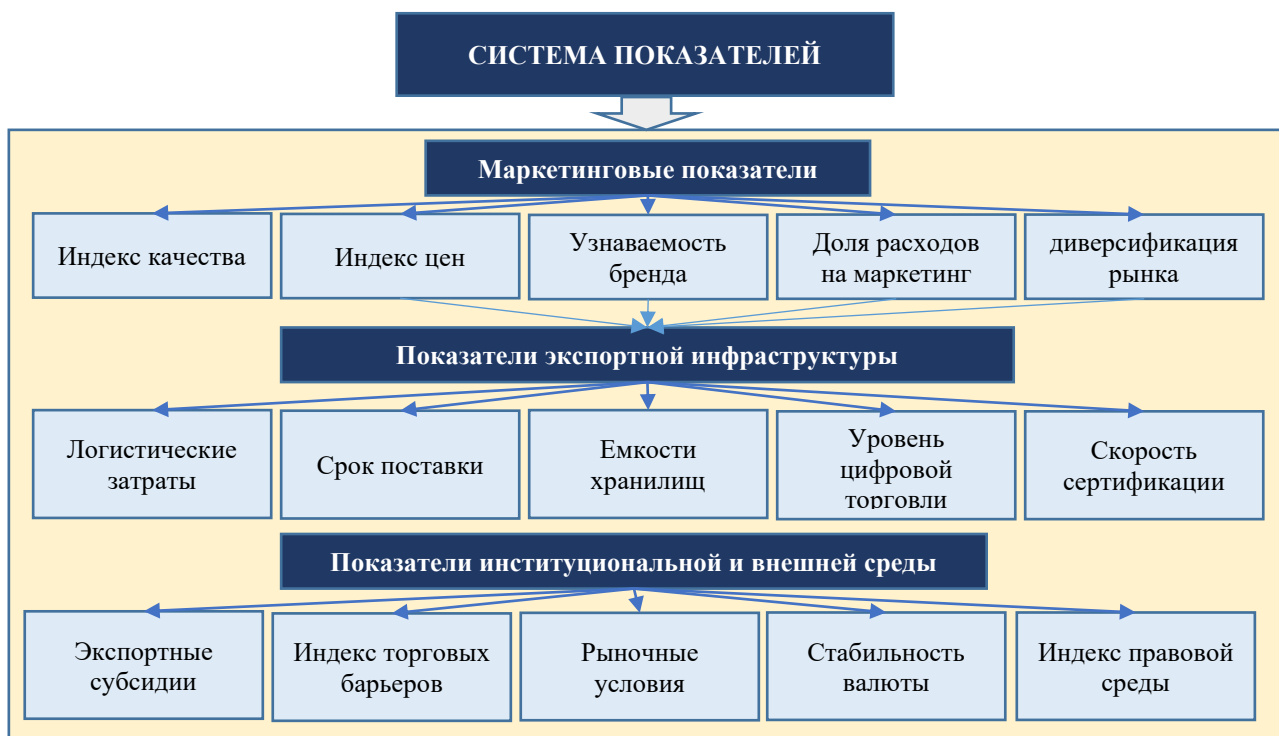 СИСТЕМА ПОКАЗАТЕЛЕЙ
Маркетинговые показатели
Индекс качества
Индекс цен
Узнаваемость
бренда
Доля расходов
на маркетинг
диверсификация
рынка
Показатели экспортной инфраструктуры
Логистические
затраты
Срок поставки
Емкости
хранилищ
Уровень
цифровой
торговли
Скорость
сертификации
Показатели институциональной и внешней среды
Экспортные
субсидии
Индекс торговых
барьеров
Рыночные
условия
Стабильность
валюты
Индекс правовой
среды